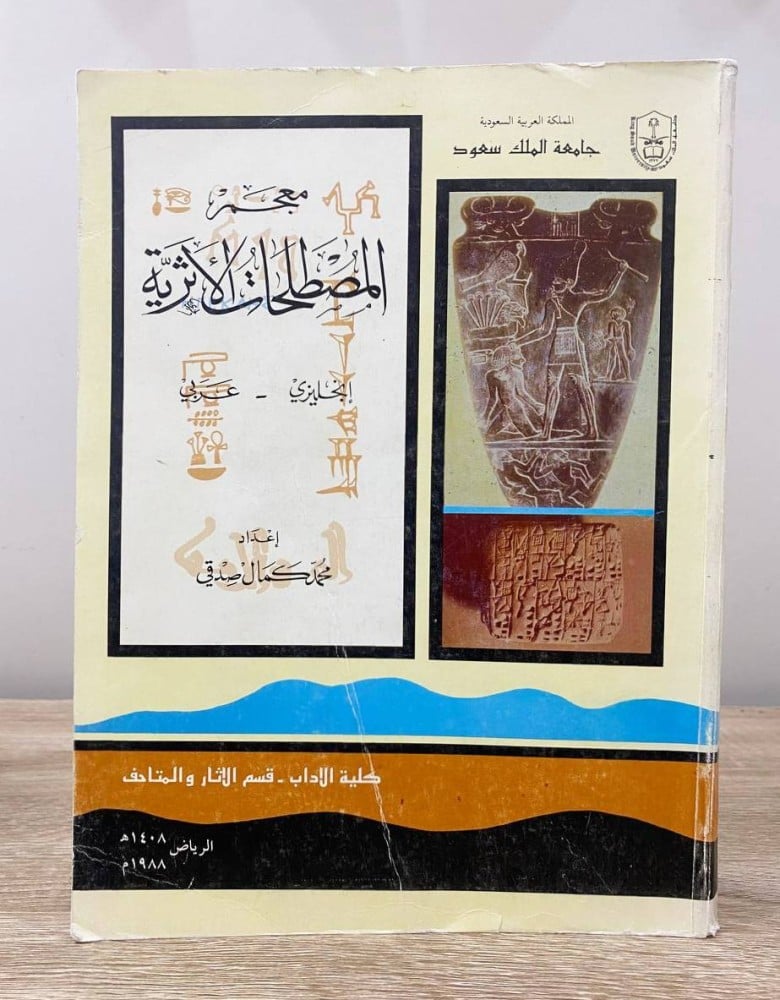 المملكة العربية السعودية
جامعة الملك سعود
معجم
المصطلحات الأثرية
إنجليزي - عربي
إعداد
محمد كمال صدقي
كلية الآداب - قسم الآثار والمتاحف
الرياض ١٤٠٨هـ
١٩٨٨م